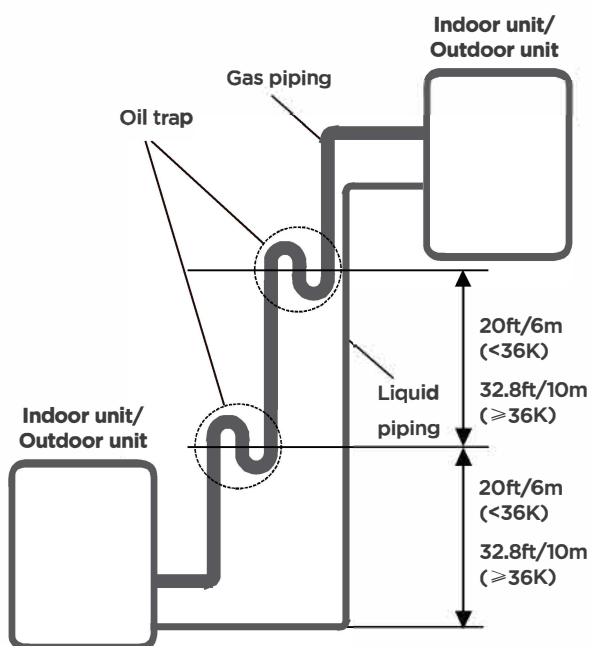 Indoor unit/
Outdoor unit
Gas piping
Oil trap
20ft/6m
(<36K)
32.8ft/10m
(⩾36K)
Liquid
piping
Indoor unit/
Outdoor unit
20ft/6m
(<36K)
32.8ft/10m
(⩾36K)